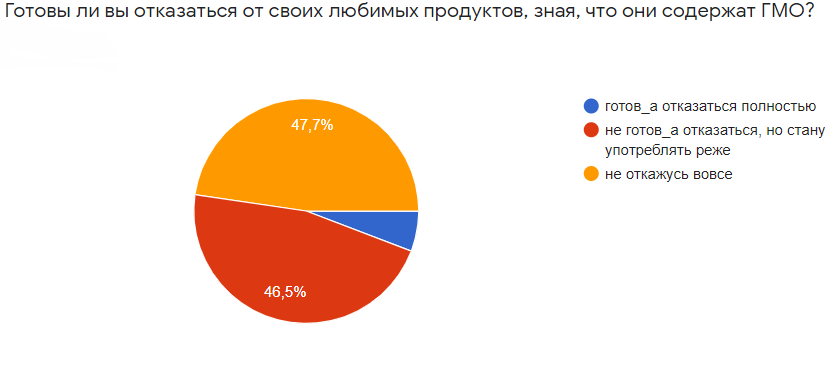 Готовы ли вы отказаться от своих любимых продуктов, зная, что они содержат ГМО?
47,7%
46,5%
готов_а отказаться полностью
не готов_а отказаться, но стану
употреблять реже
не откажусь вовсе